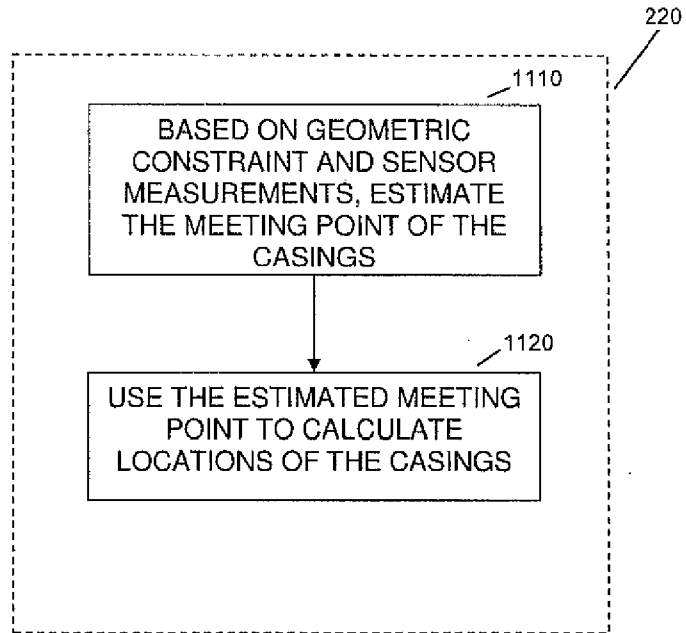 220
1110
BASED ON GEOMETRIC
CONSTRAINT AND SENSOR
MEASUREMENTS, ESTIMATE
THE MEETING POINT OF THE
CASINGS
1120
USE THE ESTIMATED MEETING
POINT TO CALCULATE
LOCATIONS OF THE CASINGS